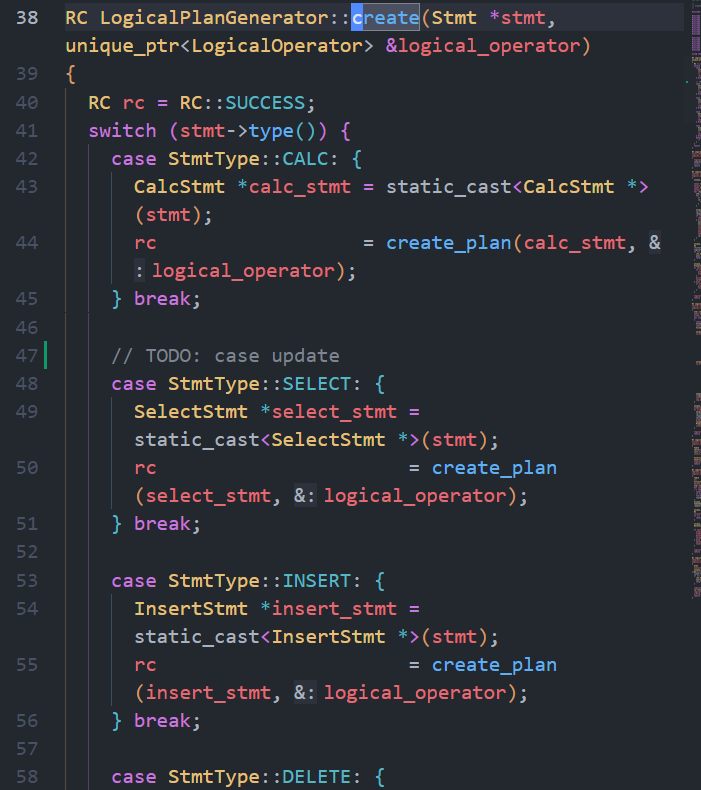 38 RC LogicalPlanGenerator::create(Stmt *stmt,
unique_ptr<LogicalOperator> &logical_operator)
39 {
40 RC rc = RC::SUCCESS;
41 switch (stmt->type()) {
42 case StmtType::CALC: {
43 CalcStmt *calc_stmt = static_cast<CalcStmt *>
(stmt);
44 rc = create_plan(calc_stmt, &
: logical_operator);
45 } break;
46
47 // TODO: case update
48 case StmtType::SELECT: {
49 SelectStmt *select_stmt =
static_cast<SelectStmt *>(stmt);
50 rc = create_plan
(select_stmt, &: logical_operator);
51 } break;
52
53 case StmtType::INSERT: {
54 InsertStmt *insert_stmt =
static_cast<InsertStmt *>(stmt);
55 rc = create_plan
(insert_stmt, &: logical_operator);
56 } break;
57
58 case StmtType::DELETE: {